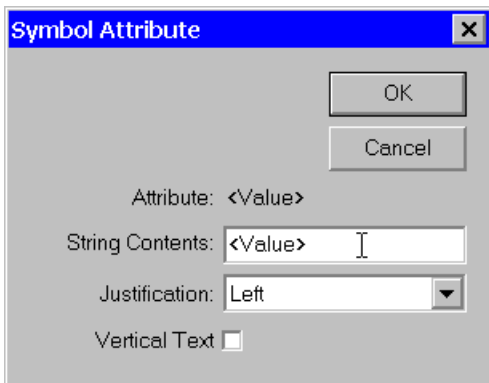 Symbol Attribute
OK
Cancel
Attribute: <Value>
String Contents: <Value>
Justification: Left
Vertical Text